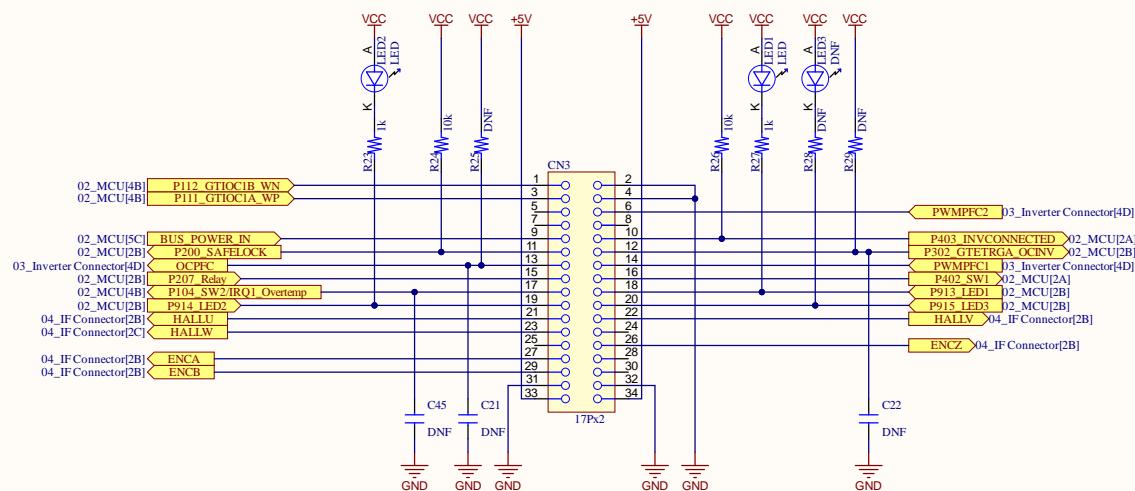 VCC VCC VCC +5V +5V VCC VCC VCC VCC
A LED2 LED A LED1 LED A LED3 DNF
K K K
R23 1k R24 10k R25 DNF R26 10k R27 1k R28 DNF R29 DNF
CN3
02_MCU[4B] P112_GTIOC1B_WN 1 2
02_MCU[4B] P111_GTIOC1A_WP 3 4
5 6 PWMPFC2 03_Inverter Connector[4D]
7 8
02_MCU[5C] BUS_POWER_IN 9 10 P403_INVCONNECTED 02_MCU[2A]
02_MCU[2B] P200_SAFELOCK 11 12 P302_GTETRGA_OCINV 02_MCU[2B]
03_Inverter Connector[4D] OCPFC 13 14 PWMPFC1 03_Inverter Connector[4D]
02_MCU[2B] P207_Relay 15 16 P402_SW1 02_MCU[2A]
02_MCU[4B] P104_SW2/IRQ1_Overtemp 17 18 P913_LED1 02_MCU[2B]
02_MCU[2B] P914_LED2 19 20 P915_LED3 02_MCU[2B]
04_IF Connector[2B] HALLU 21 22 HALLV 04_IF Connector[2B]
04_IF Connector[2C] HALLW 23 24
25 26 ENCZ 04_IF Connector[2B]
04_IF Connector[2B] ENCA 27 28
04_IF Connector[2B] ENCB 29 30
31 32
33 34
17Px2
C45 DNF C21 DNF C22 DNF
GND GND GND GND GND GND